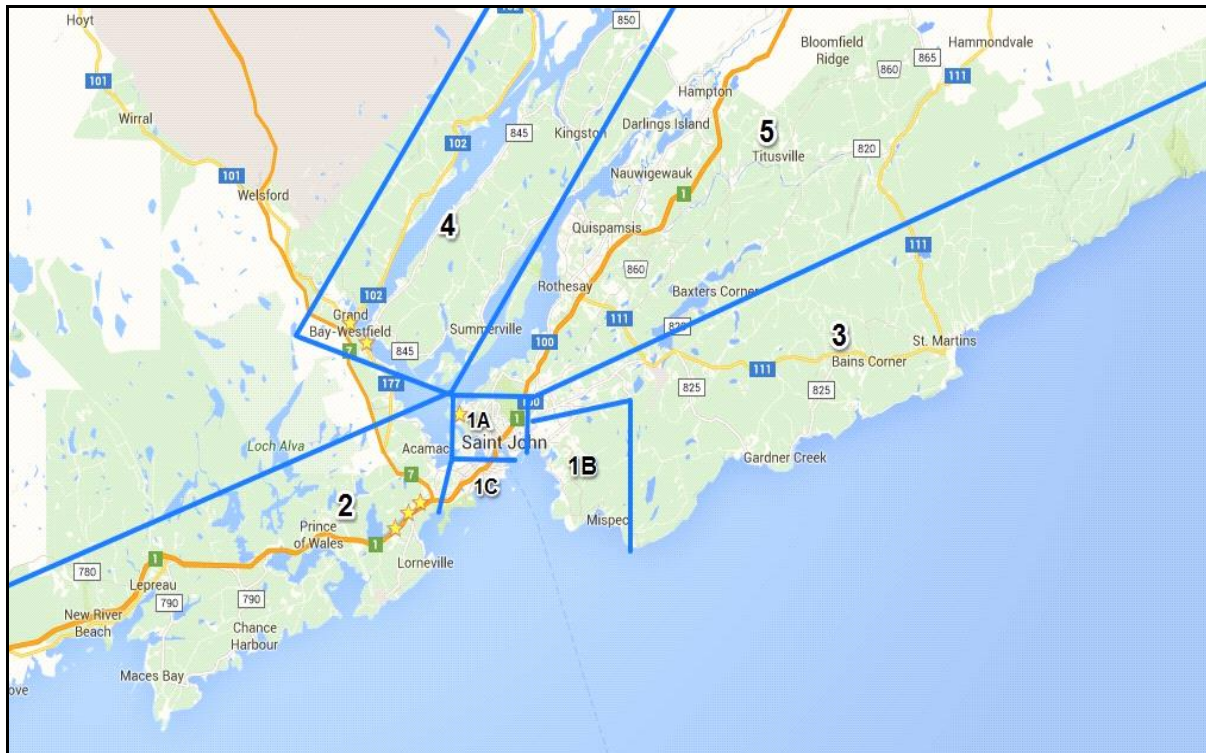 Hoyt
102
850
Bloomfield
Ridge
860
865
Hammondvale
101
111
Hampton
Wirral
845
Kingston
Darlings Island
5
102
820
Titusville
101
Nauwigewauk
Welsford
1
4
Quispamsis
111
860
102
Rothesay
Baxters Corner
Grand
Bay-Westfield
Summerville
111
820
7
845
100
3
St. Martins
Bains Corner
177
111
825
825
100
1A
1
Saint John
Loch Alva
Acamac
Gardner Creek
7
1B
1C
2
Mispec
Prince
of Wales
1
1
Lorneville
780
Lepreau
790
790
New River
Beach
Chance
Harbour
Maces Bay
ove